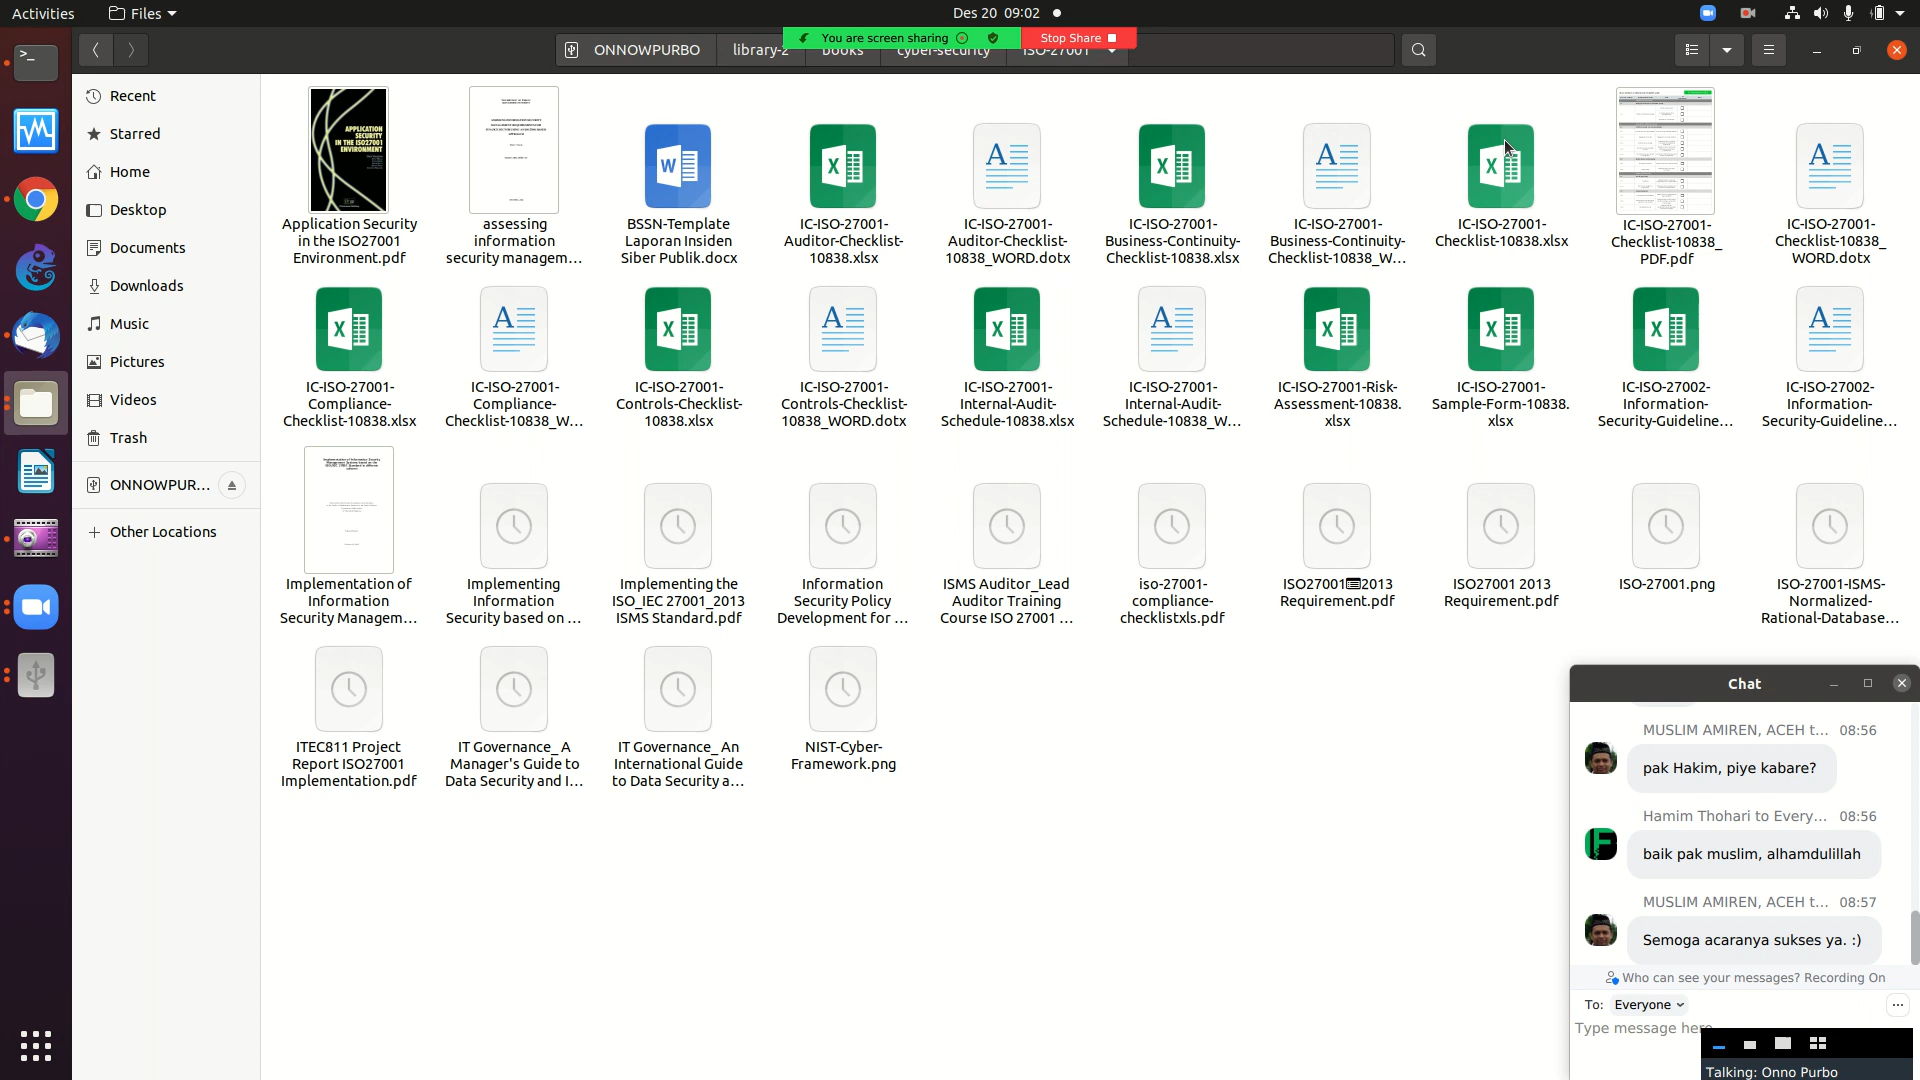 Activities
Files
Des 20 09:02
You are screen sharing
Stop Share
ONNOWPURBO
library-2
books
cyber-security
ISO-27001
Recent
Starred
Home
Desktop
Documents
Downloads
Music
Pictures
Videos
Trash
ONNOWPUR...
Other Locations
APPLICATION
SECURITY
IN THE ISO27001
ENVIRONMENT
Application Security
in the ISO27001
Environment.pdf
assessing
information
security managem...
BSSN-Template
Laporan Insiden
Siber Publik.docx
IC-ISO-27001-
Auditor-Checklist-
10838.xlsx
IC-ISO-27001-
Auditor-Checklist-
10838_WORD.dotx
IC-ISO-27001-
Business-Continuity-
Checklist-10838.xlsx
IC-ISO-27001-
Business-Continuity-
Checklist-10838_W...
IC-ISO-27001-
Checklist-10838.xlsx
IC-ISO-27001-
Checklist-10838_
PDF.pdf
IC-ISO-27001-
Checklist-10838_
WORD.dotx
IC-ISO-27001-
Compliance-
Checklist-10838.xlsx
IC-ISO-27001-
Compliance-
Checklist-10838_W...
IC-ISO-27001-
Controls-Checklist-
10838.xlsx
IC-ISO-27001-
Controls-Checklist-
10838_WORD.dotx
IC-ISO-27001-
Internal-Audit-
Schedule-10838.xlsx
IC-ISO-27001-
Internal-Audit-
Schedule-10838_W...
IC-ISO-27001-Risk-
Assessment-10838.
xlsx
IC-ISO-27001-
Sample-Form-10838.
xlsx
IC-ISO-27002-
Information-
Security-Guideline...
IC-ISO-27002-
Information-
Security-Guideline...
Implementation of
Information
Security Managem...
Implementing
Information
Security based on ...
Implementing the
ISO_IEC 27001_2013
ISMS Standard.pdf
Information
Security Policy
Development for ...
ISMS Auditor_Lead
Auditor Training
Course ISO 27001 ...
iso-27001-
compliance-
checklistxls.pdf
ISO27001 2013
Requirement.pdf
ISO27001 2013
Requirement.pdf
ISO-27001.png
ISO-27001-ISMS-
Normalized-
Rational-Database...
ITEC811 Project
Report ISO27001
Implementation.pdf
IT Governance_ A
Manager's Guide to
Data Security and I...
IT Governance_ An
International Guide
to Data Security a...
NIST-Cyber-
Framework.png
Chat
MUSLIM AMIREN, ACEH t... 08:56
pak Hakim, piye kabare?
Hamim Thohari to Every... 08:56
baik pak muslim, alhamdulillah
MUSLIM AMIREN, ACEH t... 08:57
Semoga acaranya sukses ya. :)
Who can see your messages? Recording On
To: Everyone
Type message here
Talking: Onno Purbo